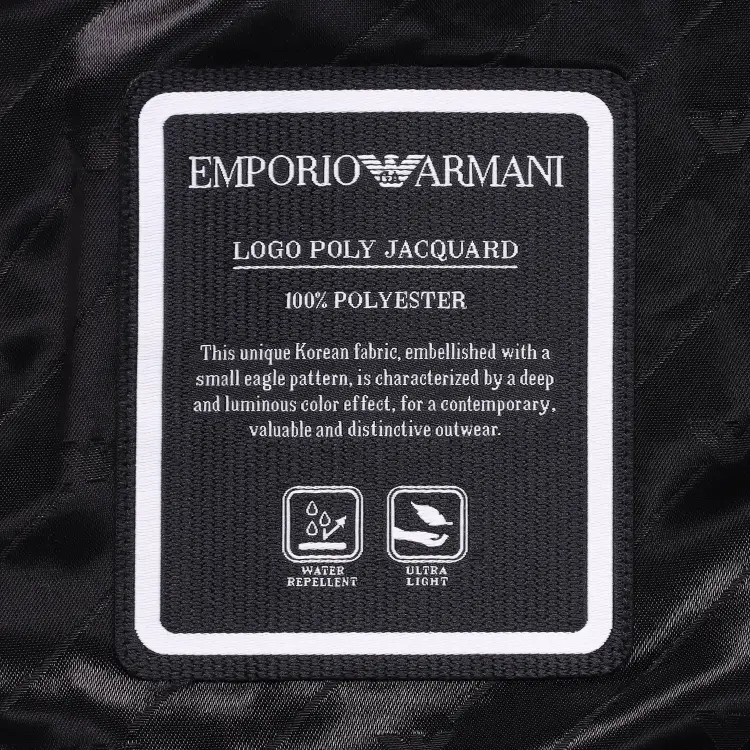 EMPORIO ARMANI
LOGO POLY JACQUARD
100% POLYESTER
This unique Korean fabric, embellished with a
small eagle pattern, is characterized by a deep
and luminous color effect, for a contemporary,
valuable and distinctive outwear.
WATER
REPELLENT
ULTRA
LIGHT